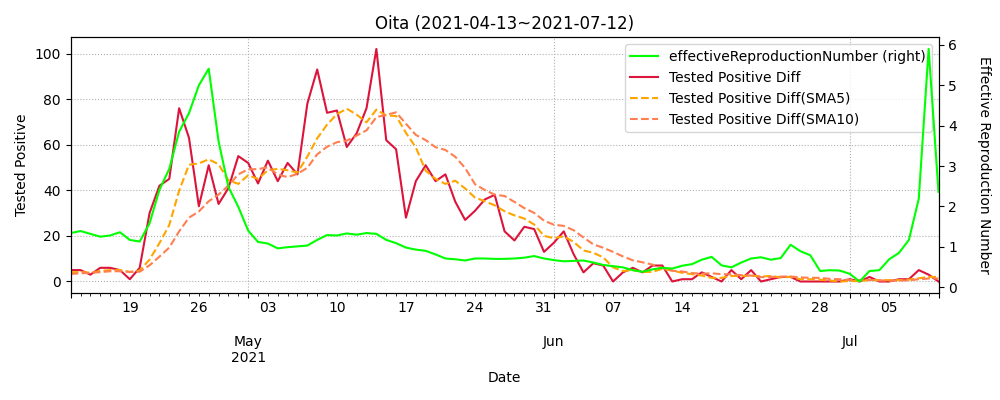 Oita (2021-04-13~2021-07-12)
effectiveReproductionNumber (right)
Tested Positive Diff
Tested Positive Diff(SMA5)
Tested Positive Diff(SMA10)
Tested Positive
100
80
60
40
20
0
Effective Reproduction Number
6
5
4
3
2
1
0
19 26 03 10 17 24 31 07 14 21 28 05
May Jun Jul
2021
Date